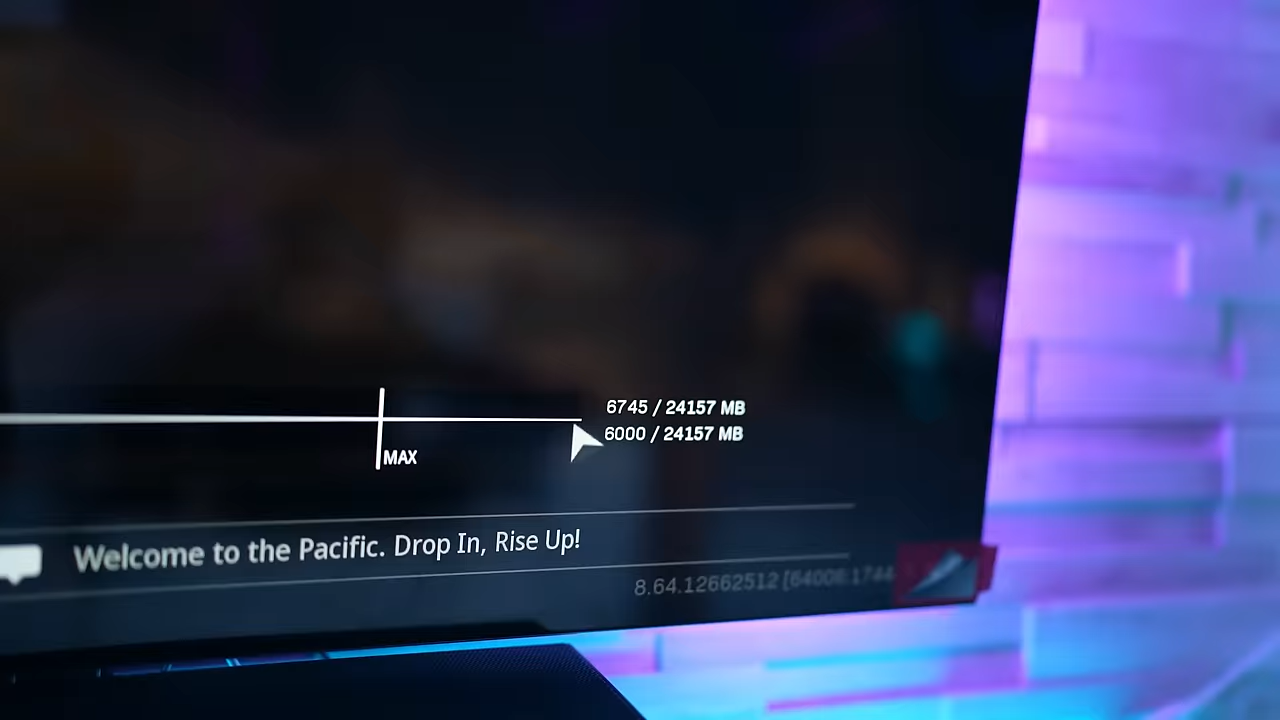 6745 / 24157 MB
6000 / 24157 MB
MAX
Welcome to the Pacific. Drop In, Rise Up!
8.64.12662512